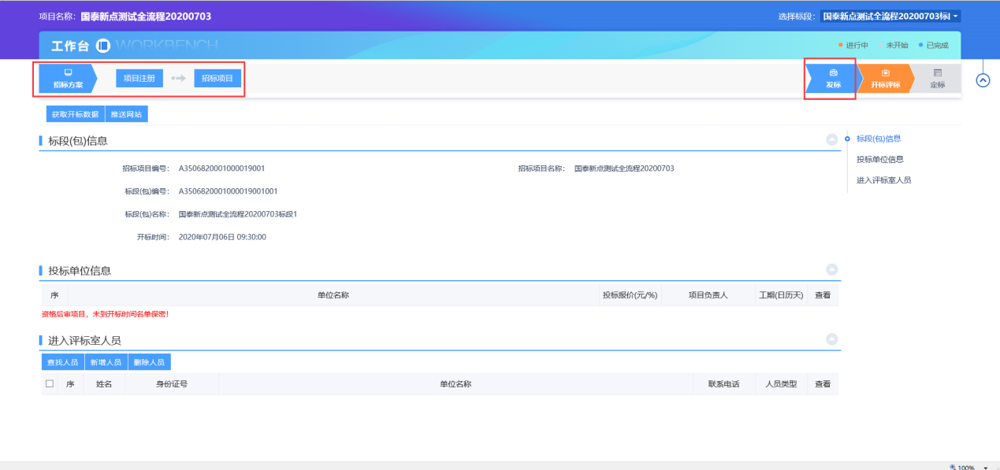 项目名称: 国泰新点测试全流程20200703
选择标段: 国泰新点测试全流程20200703标
工作台 WORKBENCH
进行中 未开始 已完成
招标方案 项目注册 招标项目 发标 开标评标 定标
获取开标数据 推送网站
标段(包)信息
招标项目编号: A3506820001000019001
招标项目名称: 国泰新点测试全流程20200703
标段(包)编号: A3506820001000019001001
标段(包)名称: 国泰新点测试全流程20200703标段1
开标时间: 2020年07月06日 09:30:00
标段(包)信息
投标单位信息
进入评标室人员
投标单位信息
序 单位名称 投标报价(元/%) 项目负责人 工期(日历天) 查看
资格后审项目，未到开标时间名单保密!
进入评标室人员
查找人员 新增人员 删除人员
序 姓名 身份证号 单位名称 联系电话 人员类型 查看
100%